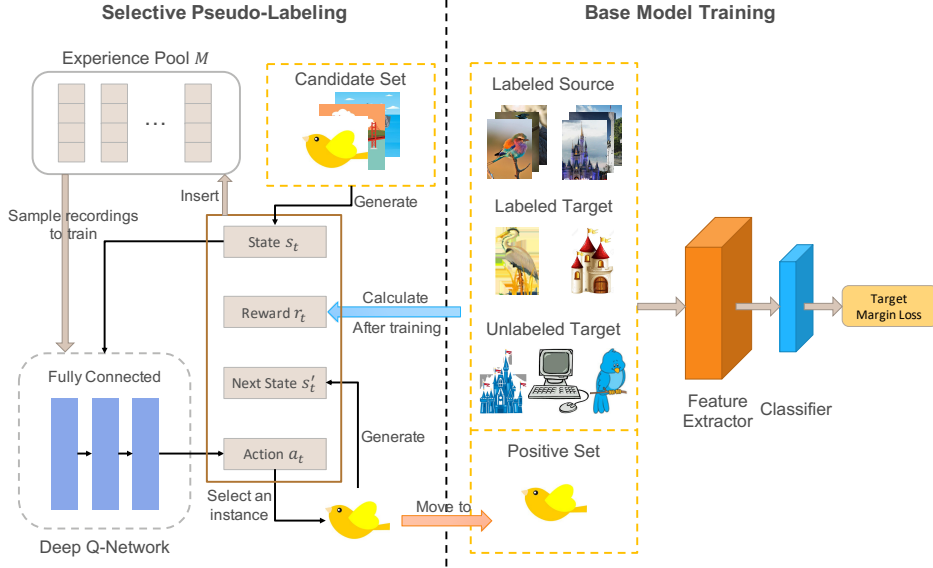 Selective Pseudo-Labeling
Experience Pool M
...
Candidate Set
Insert
Generate
Sample recordings
to train
State s_t
Reward r_t
Calculate
After training
Next State s_t′
Fully Connected
Generate
Action a_t
Select an
instance
Move to
Deep Q-Network
Base Model Training
Labeled Source
Labeled Target
Unlabeled Target
Positive Set
Feature
Extractor
Classifier
Target
Margin Loss